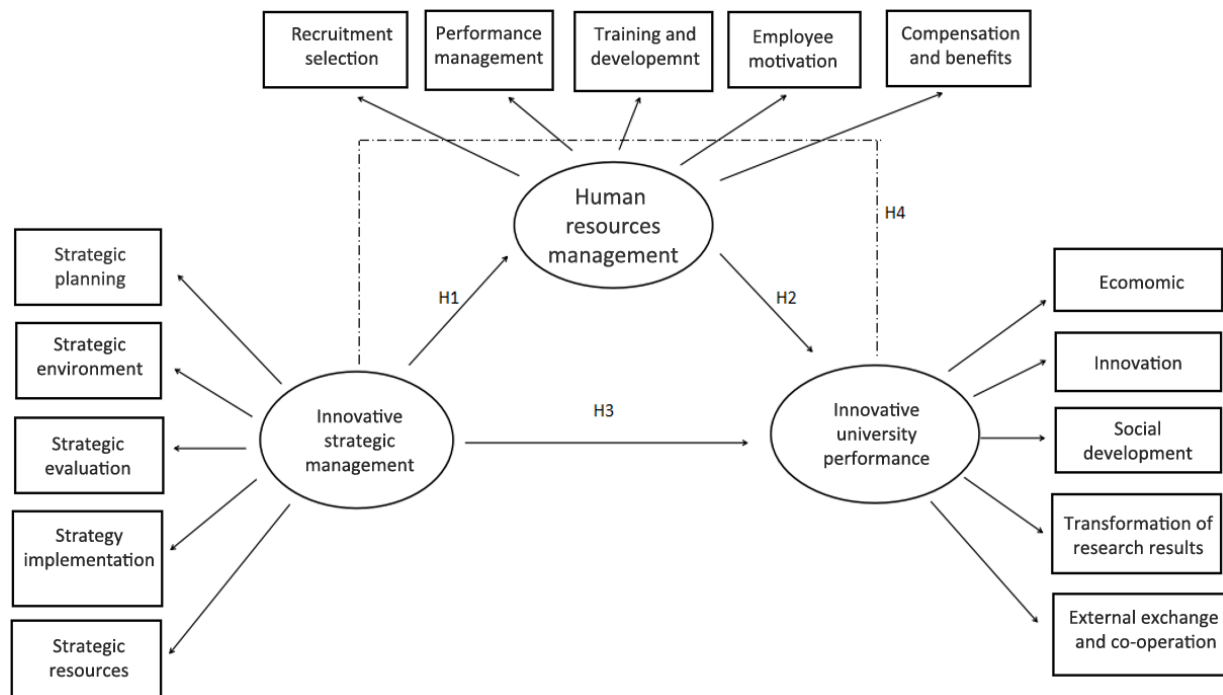 Recruitment
selection
Performance
management
Training and
developemnt
Employee
motivation
Compensation
and benefits
Human
resources
management
H4
Strategic
planning
H1
H2
Ecomomic
Strategic
environment
Innovation
Innovative
strategic
management
H3
Innovative
university
performance
Strategic
evaluation
Social
development
Strategy
implementation
Transformation of
research results
Strategic
resources
External exchange
and co-operation